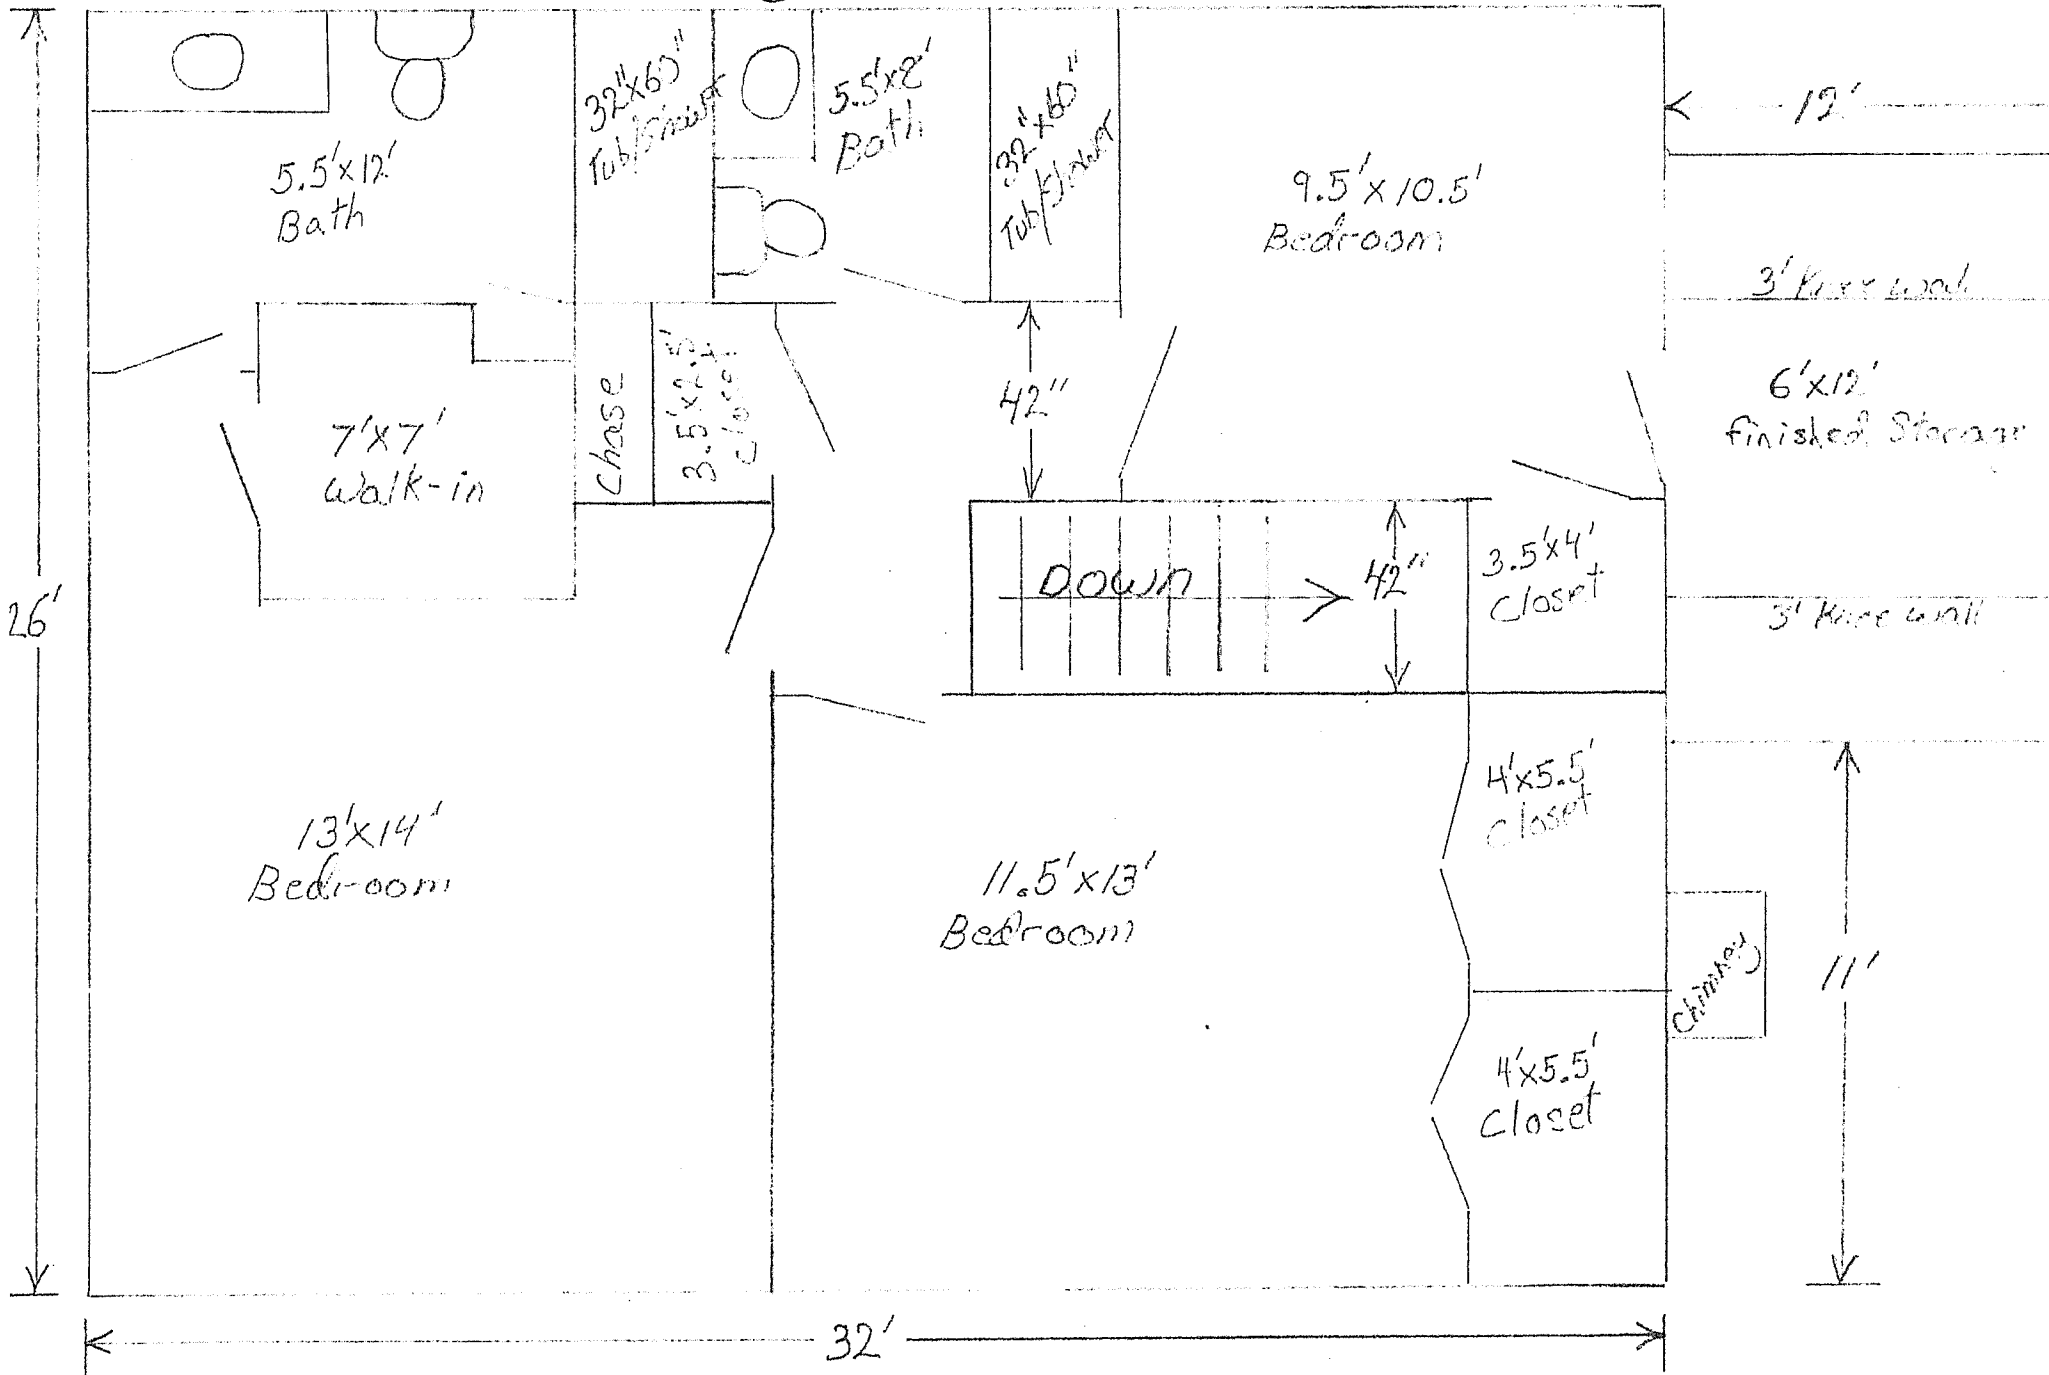 32"x60"
Tub/Shower
5.5'x8'
Bath
32"x60"
Tub/Shower
12'
5.5'x12'
Bath
9.5'x10.5'
Bedroom
3' Knee wall
42"
6'x12'
finished Storage
7'x7'
Walk-in
Chase
3.5'x2.5'
Closet
Down
42"
3.5'x4'
Closet
26'
3' Knee wall
4'x5.5'
Closet
13'x14'
Bedroom
11.5'x13'
Bedroom
Chimney
11'
4'x5.5'
Closet
32'